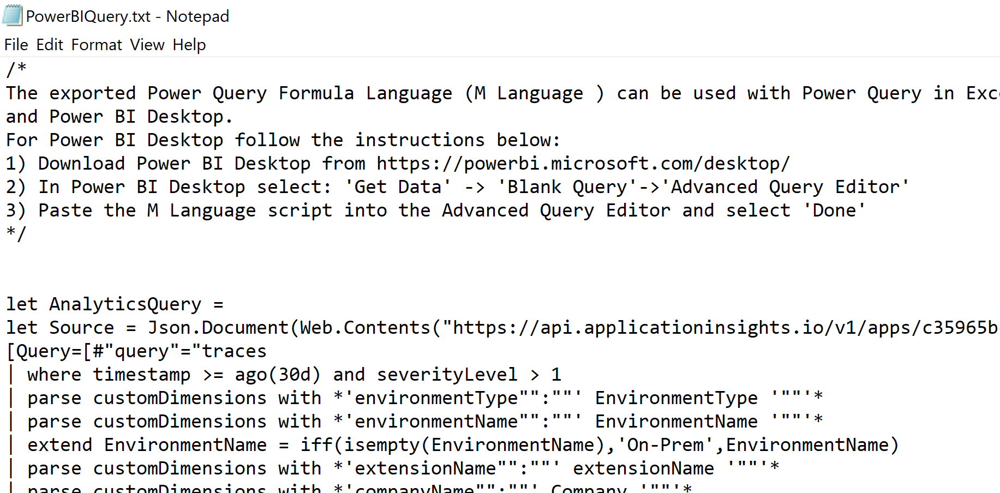 PowerBIQuery.txt - Notepad
File Edit Format View Help
/*
The exported Power Query Formula Language (M Language ) can be used with Power Query in
and Power BI Desktop.
For Power BI Desktop follow the instructions below:
1) Download Power BI Desktop from https://powerbi.microsoft.com/desktop/
2) In Power BI Desktop select: 'Get Data' -> 'Blank Query'->'Advanced Query Editor'
3) Paste the M Language script into the Advanced Query Editor and select 'Done'
*/
let AnalyticsQuery =
let Source = Json.Document(Web.Contents("https://api.applicationinsights.io/v1/apps/c35965b
[Query=[#"query"="traces
| where timestamp >= ago(30d) and severityLevel > 1
| parse customDimensions with *'environmentType"":""' EnvironmentType '""'*
| parse customDimensions with *'environmentName"":""' EnvironmentName '""'*
| extend EnvironmentName = iff(isempty(EnvironmentName),'On-Prem',EnvironmentName)
| parse customDimensions with *'extensionName"":""' extensionName '""'*
| parse customDimensions with *'companyName"":""' Company '""'*